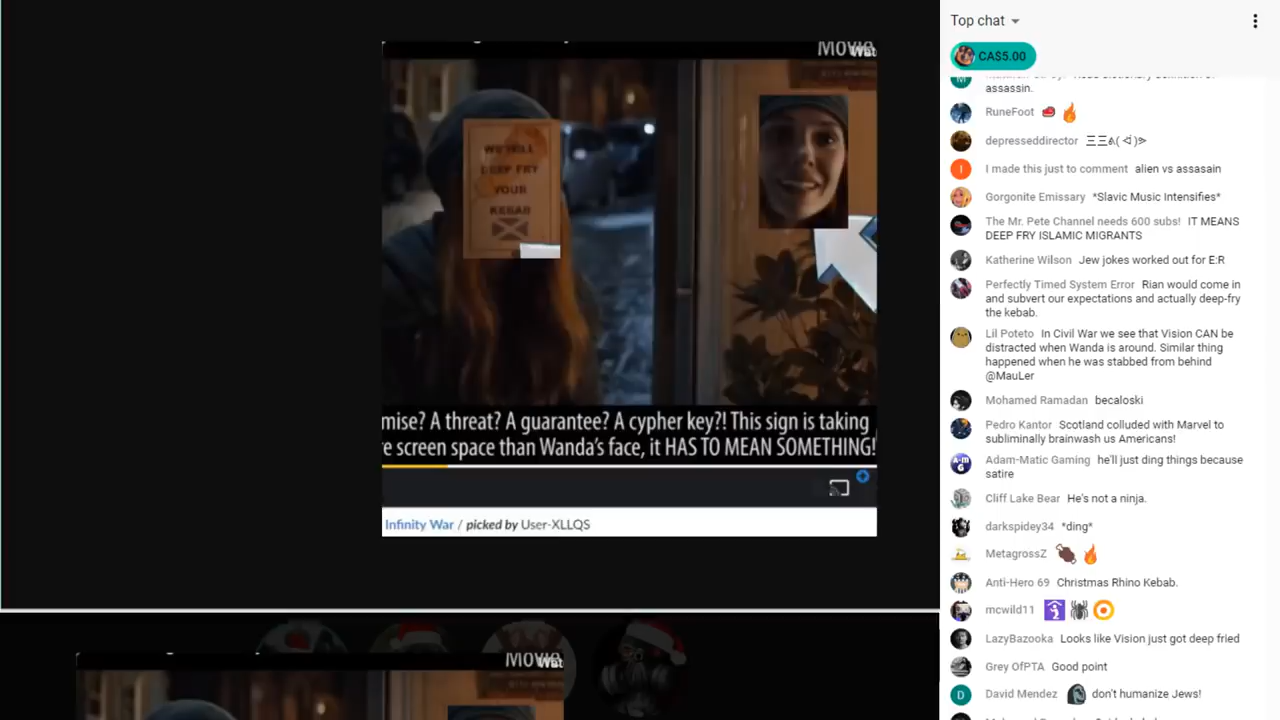 Movie
Wat
WE'LL
DEEP FRY
YOUR
KEBAB
mise? A threat? A guarantee? A cypher key?! This sign is taking
e screen space than Wanda's face, it HAS TO MEAN SOMETHING!
Infinity War / picked by User-XLLQS
Movie
Wat
Top chat
CA$5.00
assassin.
RuneFoot
depresseddirector 三三ᕕ( ᐛ )ᕗ
I made this just to comment alien vs assasain
Gorgonite Emissary *Slavic Music Intensifies*
The Mr. Pete Channel needs 600 subs! IT MEANS
DEEP FRY ISLAMIC MIGRANTS
Katherine Wilson Jew jokes worked out for E:R
Perfectly Timed System Error Rian would come in
and subvert our expectations and actually deep-fry
the kebab.
Lil Poteto In Civil War we see that Vision CAN be
distracted when Wanda is around. Similar thing
happened when he was stabbed from behind
@MauLer
Mohamed Ramadan becaloski
Pedro Kantor Scotland colluded with Marvel to
subliminally brainwash us Americans!
Adam-Matic Gaming he'll just ding things because
satire
Cliff Lake Bear He's not a ninja.
darkspidey34 *ding*
MetagrossZ
Anti-Hero 69 Christmas Rhino Kebab.
mcwild11
LazyBazooka Looks like Vision just got deep fried
Grey OfPTA Good point
David Mendez don't humanize Jews!